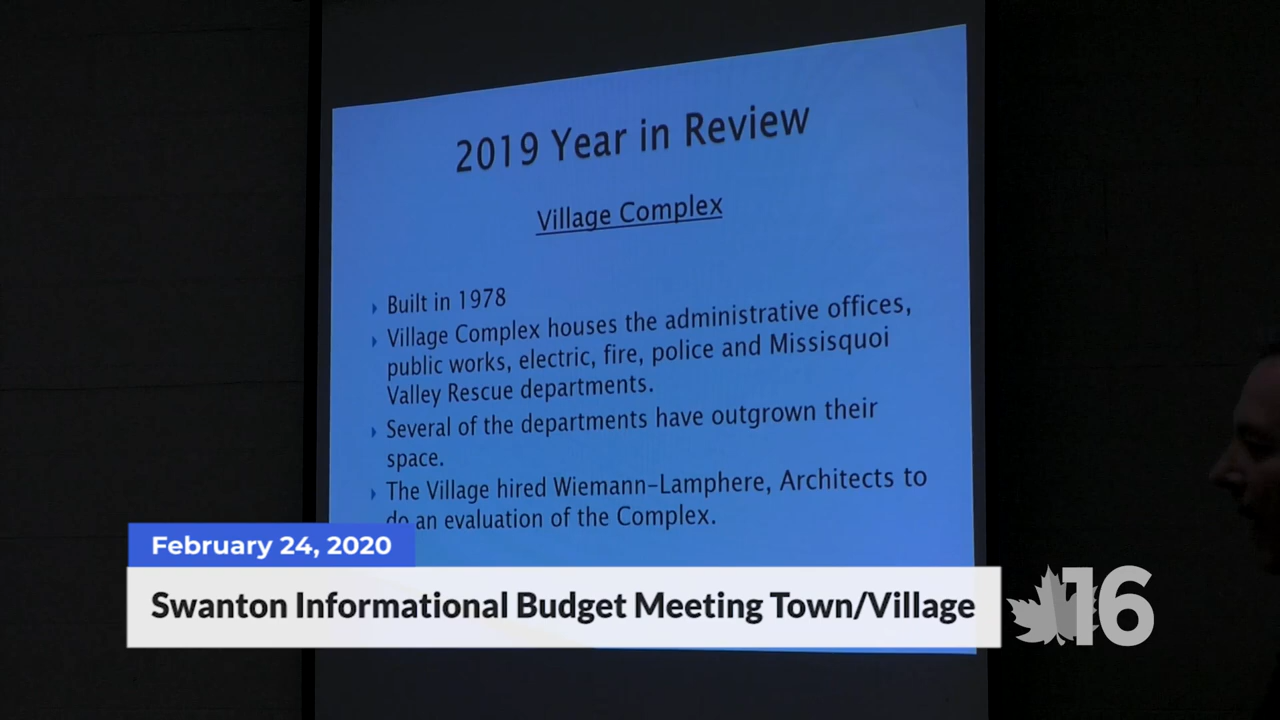 2019 Year in Review
Village Complex
Built in 1978
Village Complex houses the administrative offices,
public works, electric, fire, police and Missisquoi
Valley Rescue departments.
Several of the departments have outgrown their
space.
The Village hired Wiemann-Lamphere, Architects to
do an evaluation of the Complex.
February 24, 2020
Swanton Informational Budget Meeting Town/Village
16